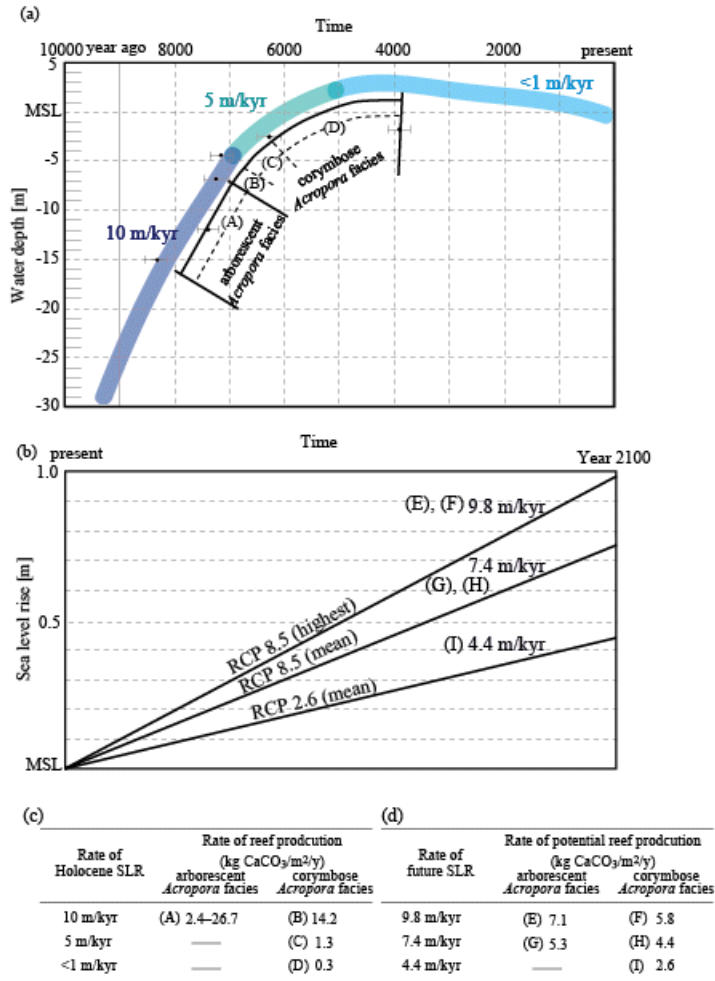 (a)
Time
10000 year ago 8000 6000 4000 2000 present
5
MSL
-5
-10
-15
-20
-25
-30
Water depth [m]
<1 m/kyr
5 m/kyr
10 m/kyr
(D)
(C)
(B)
(A)
corymbose
Acropora facies
arborescent
Acropora facies
(b)
Time
present
Year 2100
1.0
0.5
MSL
Sea level rise [m]
(E), (F) 9.8 m/kyr
7.4 m/kyr
(G), (H)
(I) 4.4 m/kyr
RCP 8.5 (highest)
RCP 8.5 (mean)
RCP 2.6 (mean)
(c)
Rate of
Holocene SLR
Rate of reef prodcution
(kg CaCO3/m2/y)
arborescent corymbose
Acropora facies Acropora facies
10 m/kyr (A) 2.4–26.7 (B) 14.2
5 m/kyr —— (C) 1.3
<1 m/kyr —— (D) 0.3
(d)
Rate of
future SLR
Rate of potential reef prodcution
(kg CaCO3/m2/y)
arborescent corymbose
Acropora facies Acropora facies
9.8 m/kyr (E) 7.1 (F) 5.8
7.4 m/kyr (G) 5.3 (H) 4.4
4.4 m/kyr —— (I) 2.6